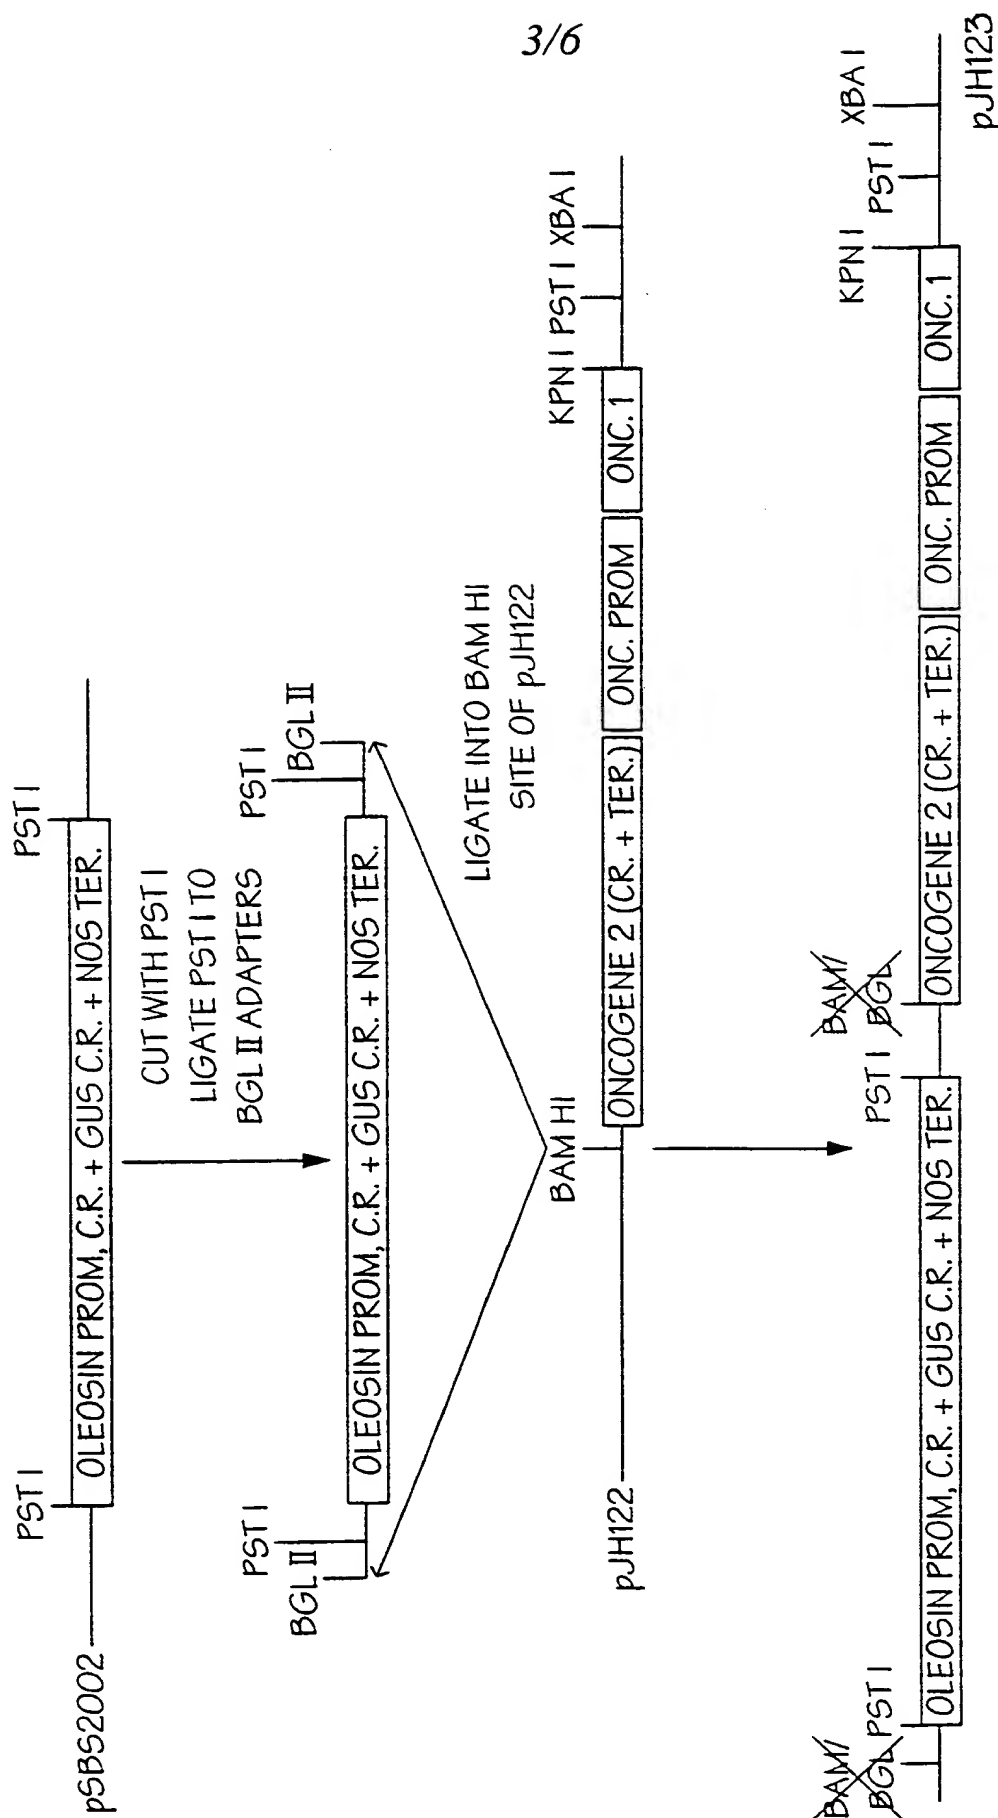 3/6
PST I
PST I
pSBS2002
OLEOSIN PROM, C.R. + GUS C.R. + NOS TER.
CUT WITH PST I
LIGATE PST I TO
BGL II ADAPTERS
PST I
BGL II
PST I
BGL II
OLEOSIN PROM, C.R. + GUS C.R. + NOS TER.
LIGATE INTO BAM HI
SITE OF pJH122
BAM HI
KPN I PST I XBA I
pJH122
ONCOGENE 2 (CR. + TER.)
ONC. PROM
ONC. 1
BAM/
BGL
PST I
PST I
BAM/
BGL
KPN I
PST I
XBA I
OLEOSIN PROM, C.R. + GUS C.R. + NOS TER.
ONCOGENE 2 (CR. + TER.)
ONC. PROM
ONC. 1
pJH123